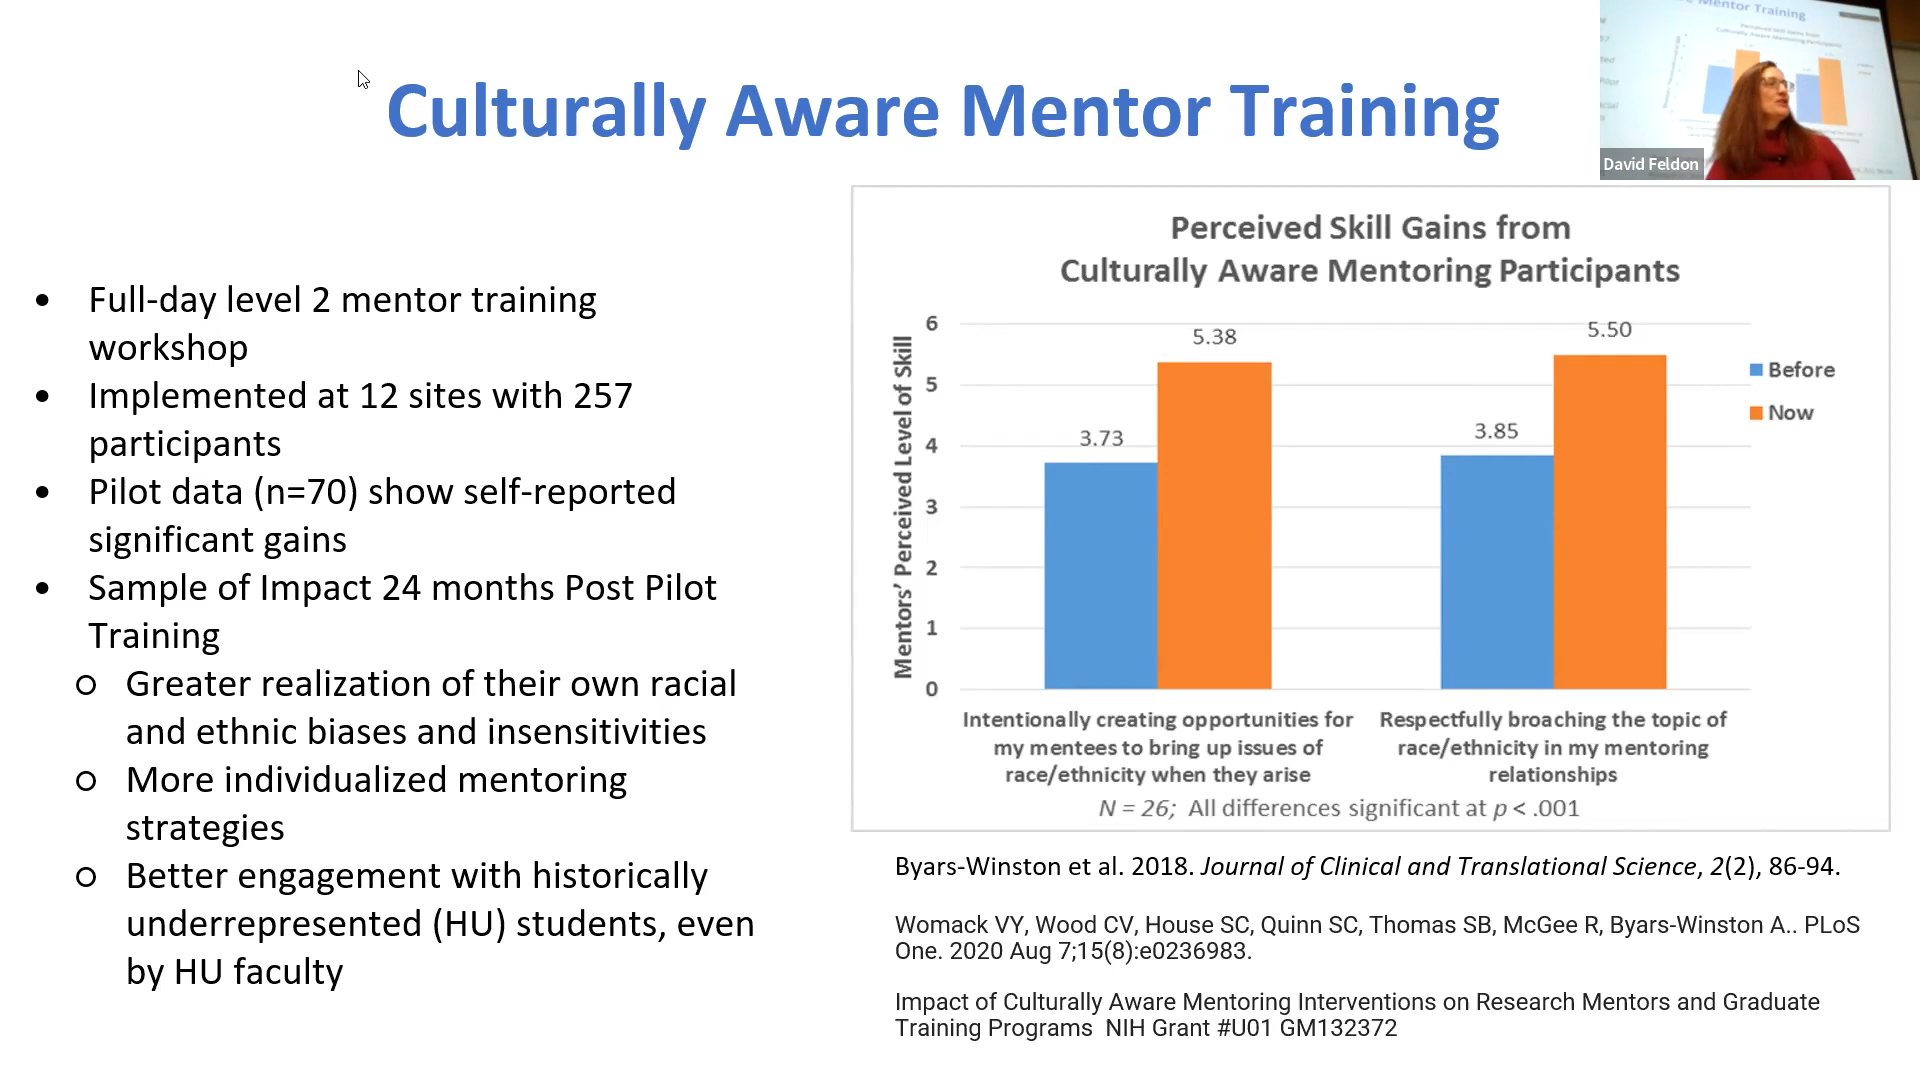 Culturally Aware Mentor Training
David Feldon
Full-day level 2 mentor training
workshop
Implemented at 12 sites with 257
participants
Pilot data (n=70) show self-reported
significant gains
Sample of Impact 24 months Post Pilot
Training
Greater realization of their own racial
and ethnic biases and insensitivities
More individualized mentoring
strategies
Better engagement with historically
underrepresented (HU) students, even
by HU faculty
Perceived Skill Gains from
Culturally Aware Mentoring Participants
Mentors' Perceived Level of Skill
6
5
4
3
2
1
0
3.73
5.38
3.85
5.50
Before
Now
Intentionally creating opportunities for
my mentees to bring up issues of
race/ethnicity when they arise
Respectfully broaching the topic of
race/ethnicity in my mentoring
relationships
N = 26; All differences significant at p < .001
Byars-Winston et al. 2018. Journal of Clinical and Translational Science, 2(2), 86-94.
Womack VY, Wood CV, House SC, Quinn SC, Thomas SB, McGee R, Byars-Winston A.. PLoS
One. 2020 Aug 7;15(8):e0236983.
Impact of Culturally Aware Mentoring Interventions on Research Mentors and Graduate
Training Programs  NIH Grant #U01 GM132372